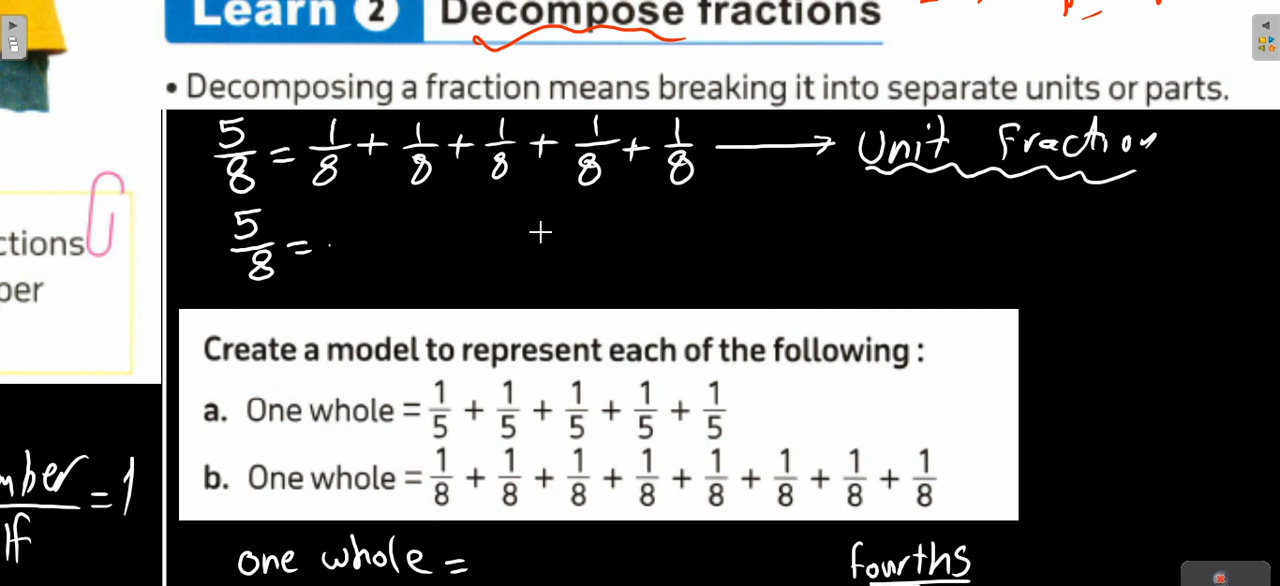 Learn 2 Decompose fractions
• Decomposing a fraction means breaking it into separate units or parts.
5/8 = 1/8 + 1/8 + 1/8 + 1/8 + 1/8 → Unit Fraction
5/8 =
ctions
ber
Create a model to represent each of the following :
a. One whole = 1/5 + 1/5 + 1/5 + 1/5 + 1/5
b. One whole = 1/8 + 1/8 + 1/8 + 1/8 + 1/8 + 1/8 + 1/8 + 1/8
mber = 1
lf
one whole =
fourths